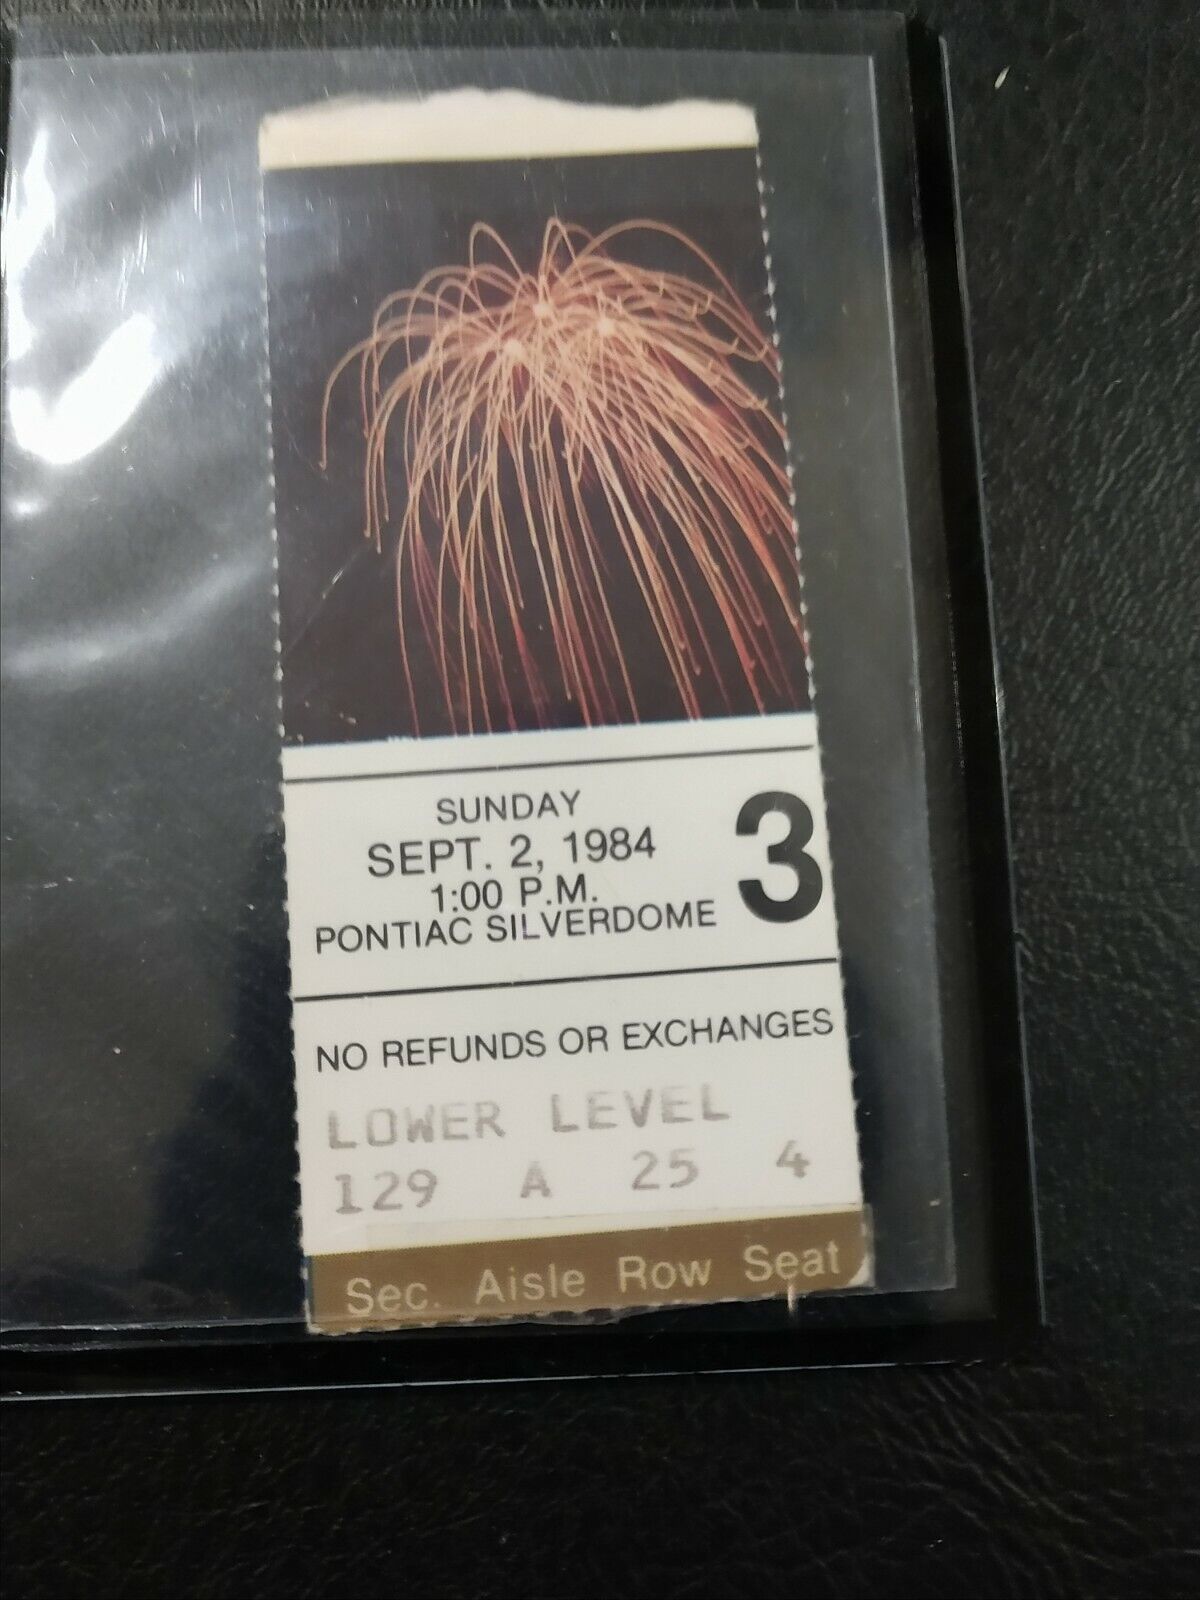 SUNDAY
SEPT. 2, 1984
1:00 P.M.
PONTIAC SILVERDOME
3
NO REFUNDS OR EXCHANGES
LOWER LEVEL
129 A 25 4
Sec. Aisle Row Seat